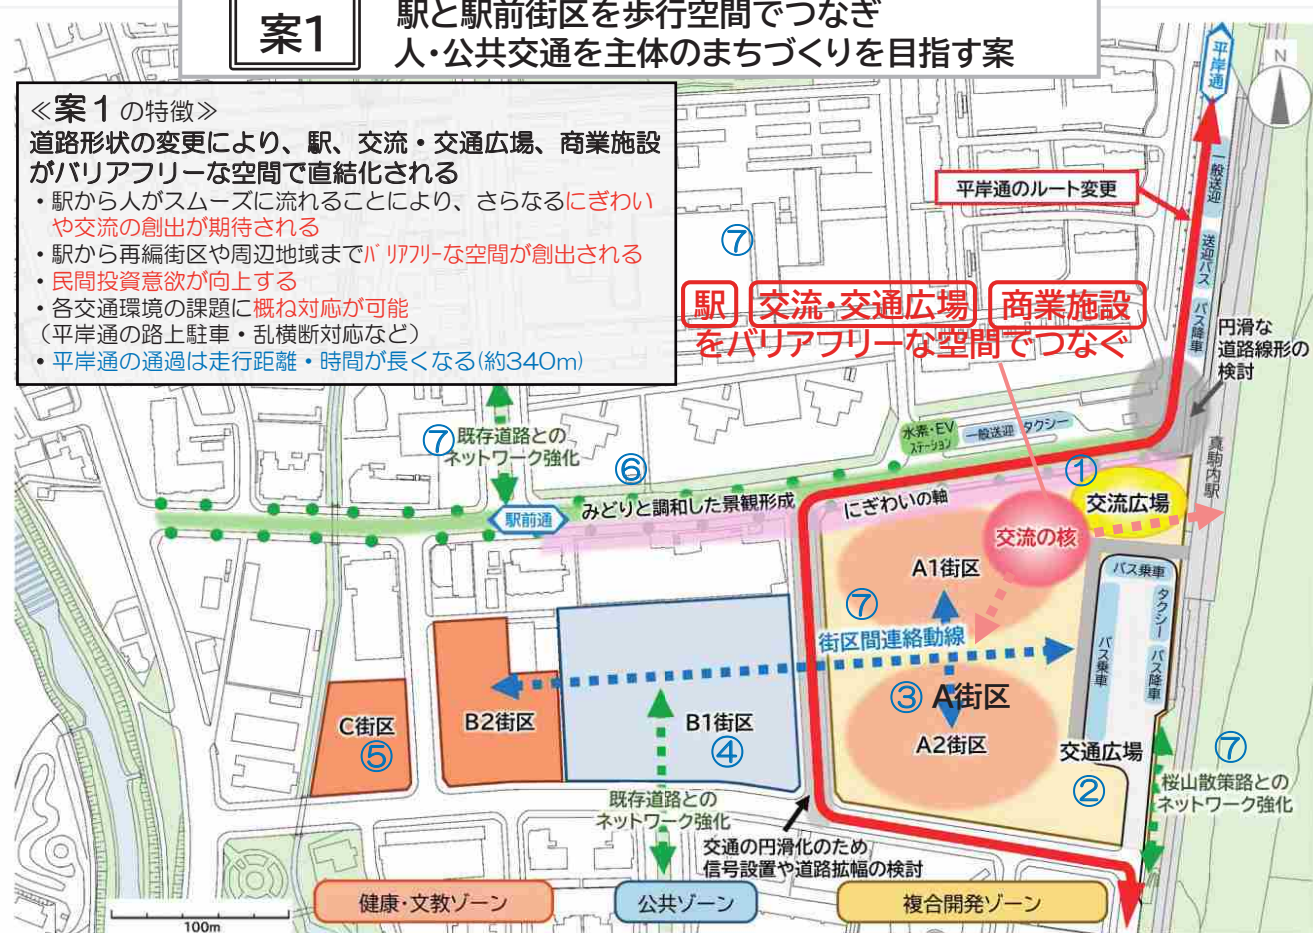 案1
駅と駅前街区を歩行空間でつなぎ
人・公共交通を主体のまちづくりを目指す案
≪案１の特徴≫
道路形状の変更により、駅、交流・交通広場、商業施設
がバリアフリーな空間で直結化される
・駅から人がスムーズに流れることにより、さらなるにぎわい
や交流の創出が期待される
・駅から再編街区や周辺地域までﾊﾞﾘｱﾌﾘｰな空間が創出される
・民間投資意欲が向上する
・各交通環境の課題に概ね対応が可能
（平岸通の路上駐車・乱横断対応など）
・平岸通の通過は走行距離・時間が長くなる(約340m)
平岸通
N
一般送迎
送迎バス
バス降車
平岸通のルート変更
⑦
駅 交流・交通広場 商業施設
をバリアフリーな空間でつなぐ
円滑な
道路線形の
検討
水素・EV
ステーション
一般送迎
タクシー
真駒内駅
⑦
既存道路との
ネットワーク強化
⑥
みどりと調和した景観形成
駅前通
にぎわいの軸
①
交流広場
交流の核
A1街区
バス乗車
タクシー
バス降車
バス乗車
⑦
街区間連絡動線
③ A街区
A2街区
交通広場
②
C街区
⑤
B2街区
B1街区
④
⑦
桜山散策路との
ネットワーク強化
既存道路との
ネットワーク強化
交通の円滑化のため
信号設置や道路拡幅の検討
100m
健康・文教ゾーン
公共ゾーン
複合開発ゾーン